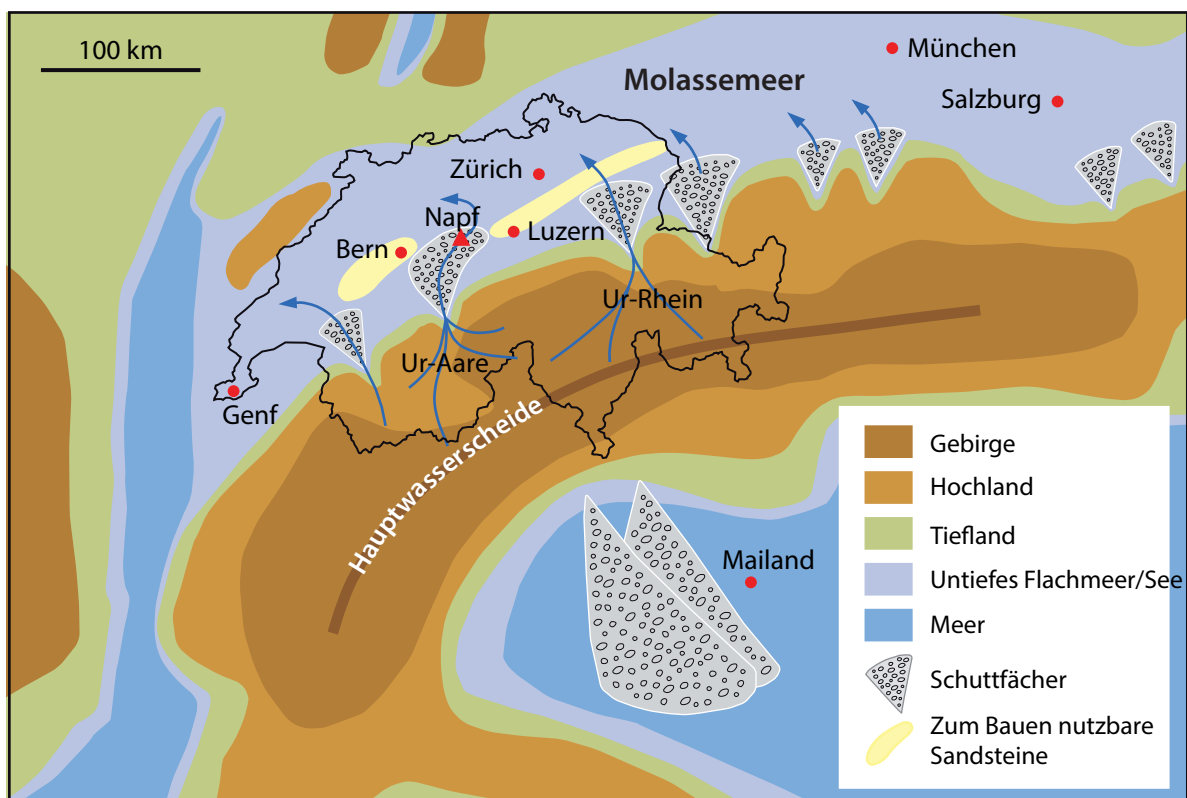 100 km
München
Molassemeer
Salzburg
Zürich
Napf
Luzern
Bern
Ur-Rhein
Ur-Aare
Genf
Hauptwasserscheide
Mailand
Gebirge
Hochland
Tiefland
Untiefes Flachmeer/See
Meer
Schuttfächer
Zum Bauen nutzbare
Sandsteine